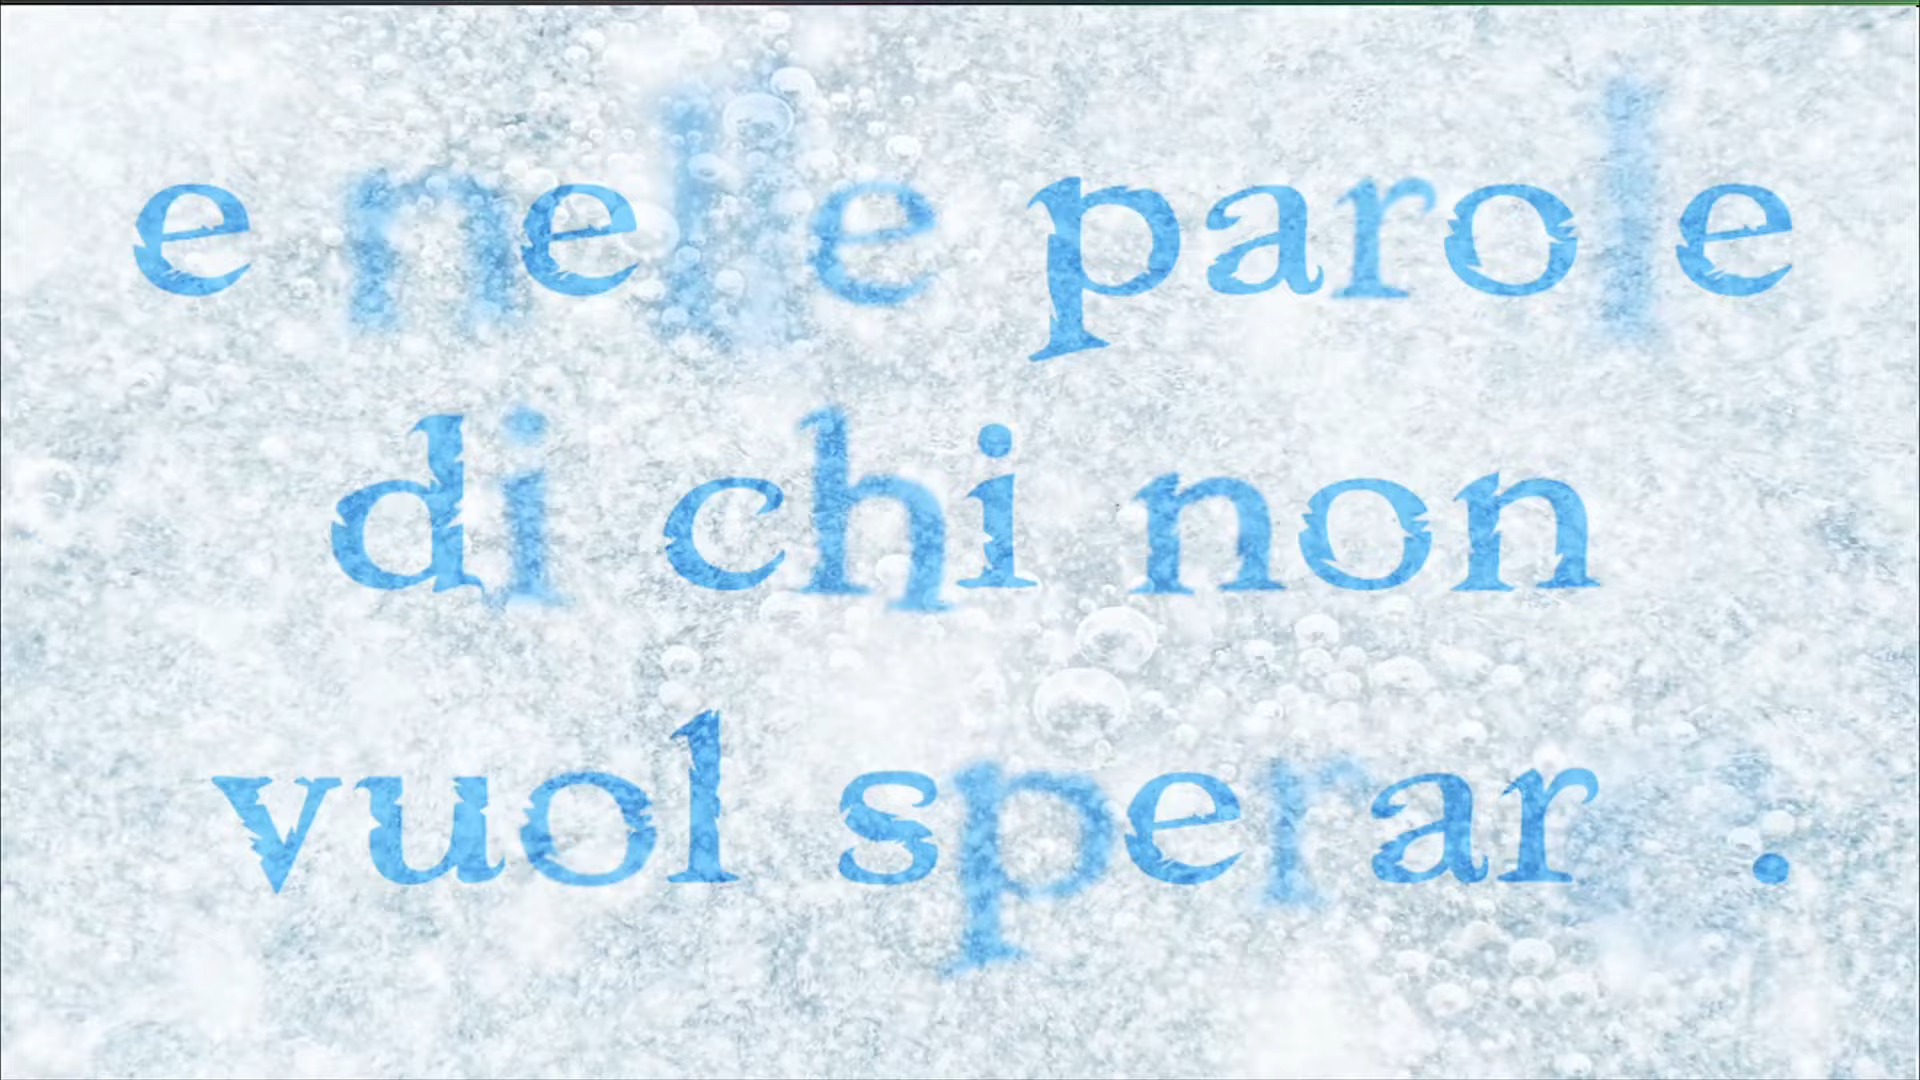 e nelle parole
di chi non
vuol sperar .